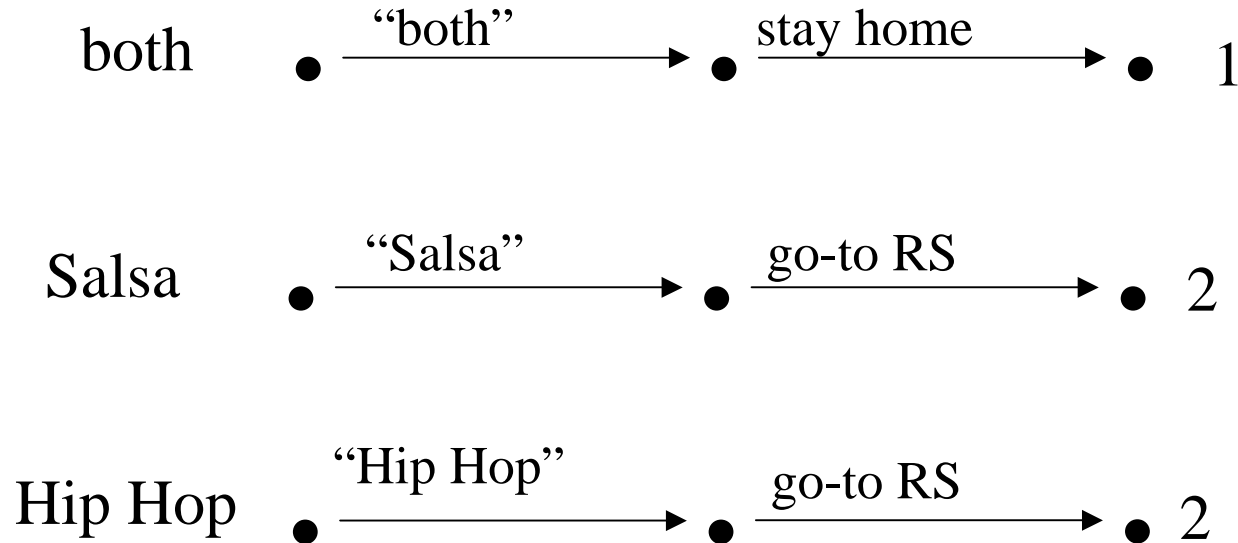 both “both” stay home 1
Salsa “Salsa” go-to RS 2
Hip Hop “Hip Hop” go-to RS 2